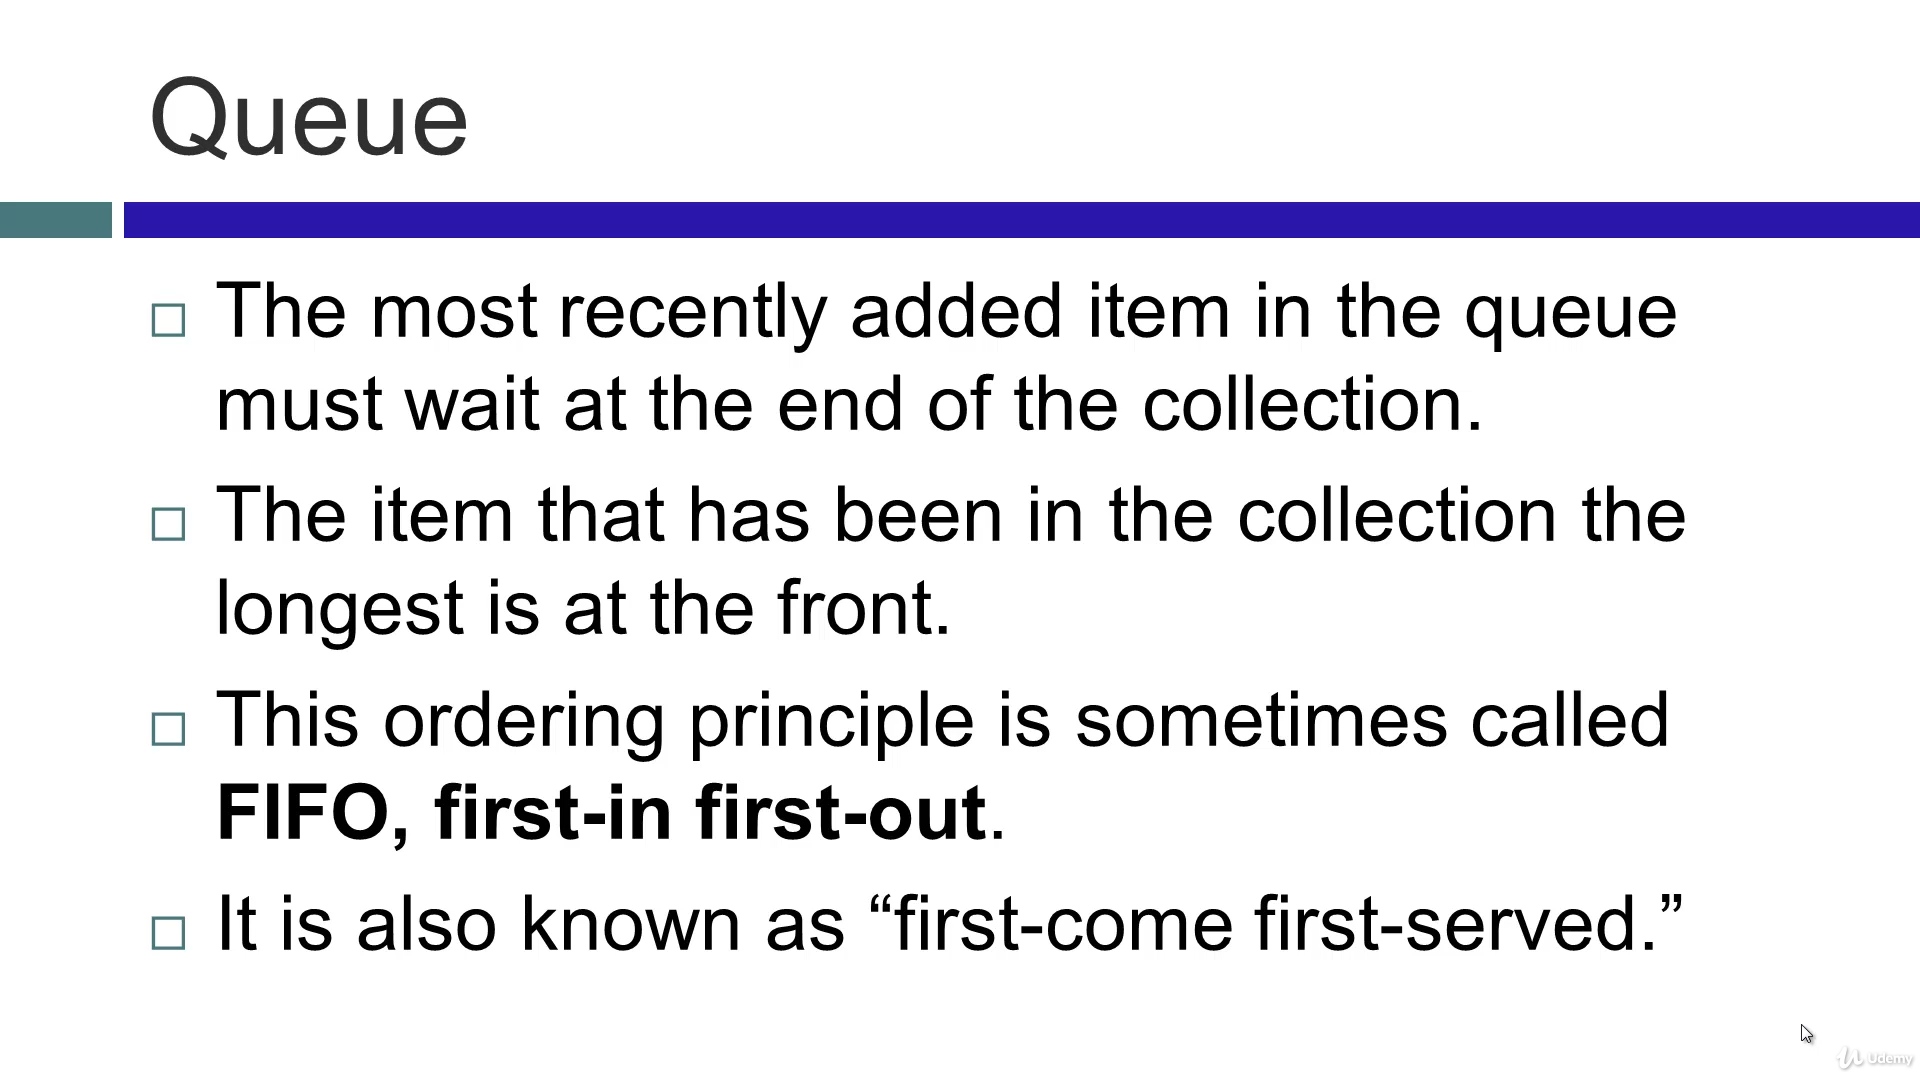 Queue
The most recently added item in the queue
must wait at the end of the collection.
The item that has been in the collection the
longest is at the front.
This ordering principle is sometimes called
FIFO, first-in first-out.
It is also known as “first-come first-served.”
Udemy